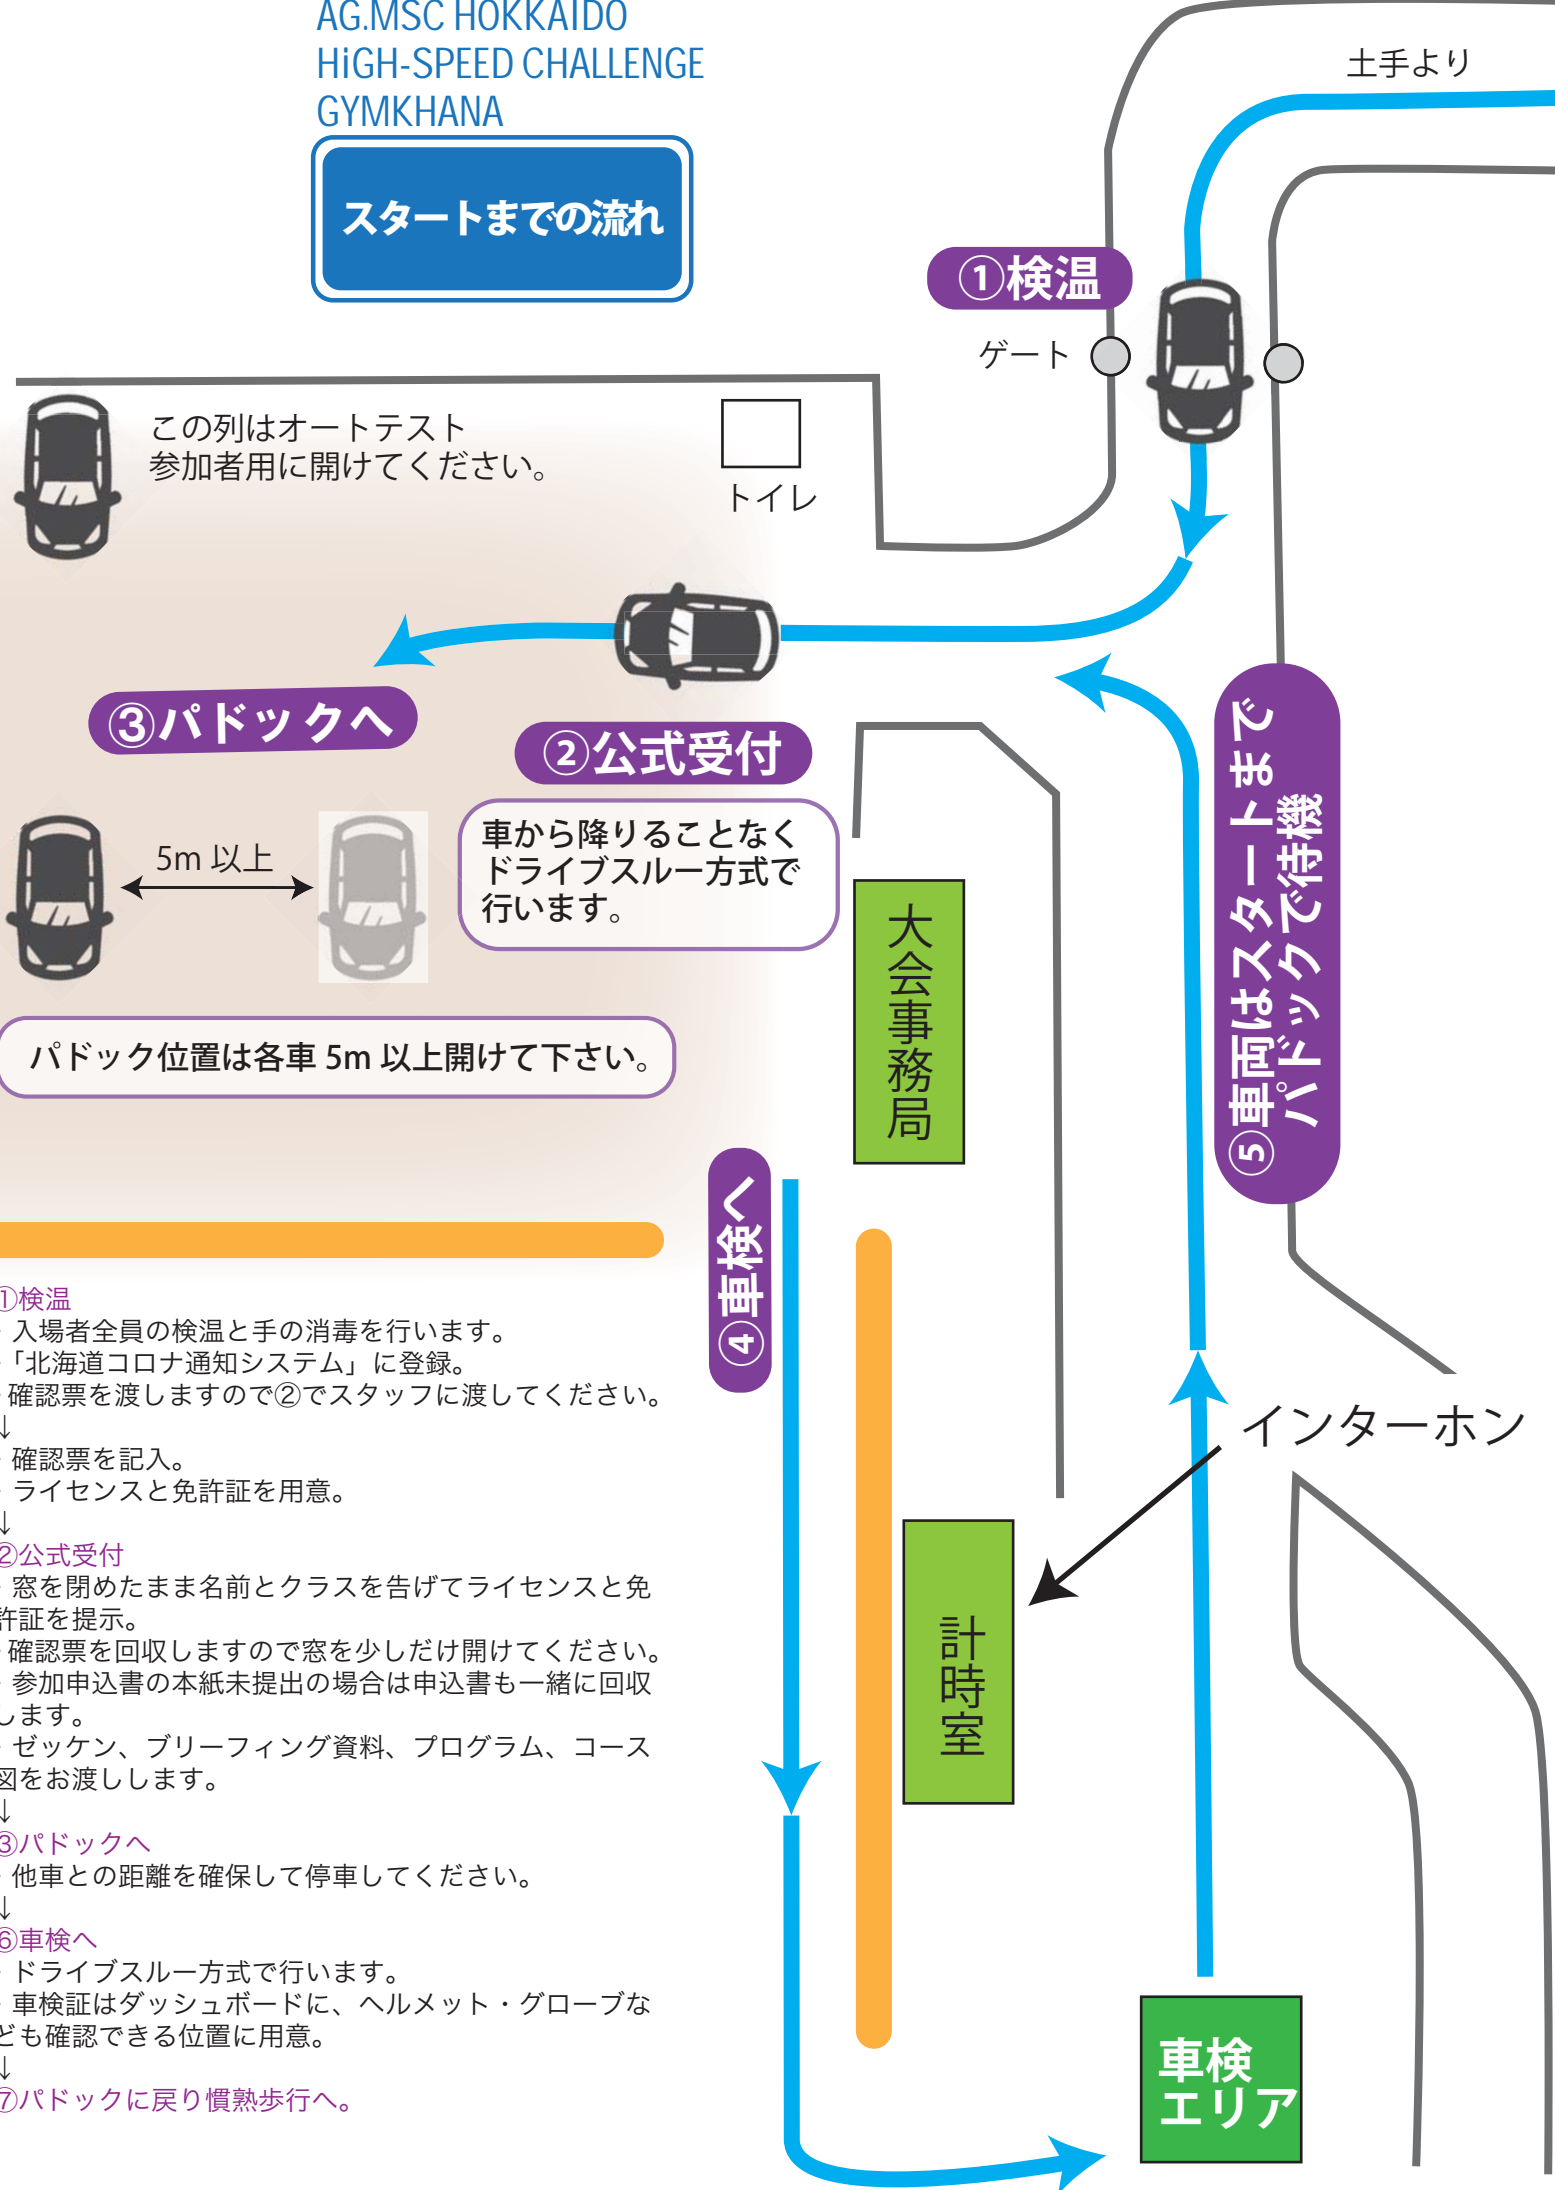 AG.MSC HOKKAIDO
HiGH-SPEED CHALLENGE
GYMKHANA
スタートまでの流れ
土手より
①検温
ゲート
この列はオートテスト
参加者用に開けてください。
トイレ
③パドックへ
②公式受付
車から降りることなく
ドライブスルー方式で
行います。
5m 以上
パドック位置は各車 5m 以上開けて下さい。
大会事務局
⑤車両はスタートまで
パドックで待機
④車検へ
インターホン
計時室
車検
エリア
①検温
・入場者全員の検温と手の消毒を行います。
・「北海道コロナ通知システム」に登録。
・確認票を渡しますので②でスタッフに渡してください。
↓
・確認票を記入。
・ライセンスと免許証を用意。
↓
②公式受付
・窓を閉めたまま名前とクラスを告げてライセンスと免
許証を提示。
・確認票を回収しますので窓を少しだけ開けてください。
・参加申込書の本紙未提出の場合は申込書も一緒に回収
します。
・ゼッケン、ブリーフィング資料、プログラム、コース
図をお渡しします。
↓
③パドックへ
・他車との距離を確保して停車してください。
↓
⑥車検へ
・ドライブスルー方式で行います。
・車検証はダッシュボードに、ヘルメット・グローブな
ども確認できる位置に用意。
↓
⑦パドックに戻り慣熟歩行へ。